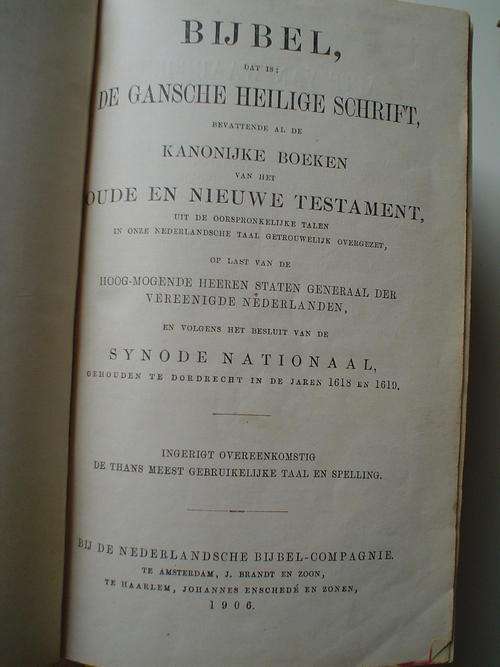 BIJBEL,
DAT IS:
DE GANSCHE HEILIGE SCHRIFT,
BEVATTENDE AL DE
KANONIJKE BOEKEN
VAN HET
OUDE EN NIEUWE TESTAMENT,
UIT DE OORSPRONKELIJKE TALEN
IN ONZE NEDERLANDSCHE TAAL GETROUWELIJK OVERGEZET,
OP LAST VAN DE
HOOG-MOGENDE HEEREN STATEN GENERAAL DER
VEREENIGDE NEDERLANDEN,
EN VOLGENS HET BESLUIT VAN DE
SYNODE NATIONAAL,
GEHOUDEN TE DORDRECHT IN DE JAREN 1618 EN 1619.
INGERIGT OVEREENKOMSTIG
DE THANS MEEST GEBRUIKELIJKE TAAL EN SPELLING.
BIJ DE NEDERLANDSCHE BIJBEL-COMPAGNIE.
TE AMSTERDAM, J. BRANDT EN ZOON,
TE HAARLEM, JOHANNES ENSCHEDÉ EN ZONEN,
1906.